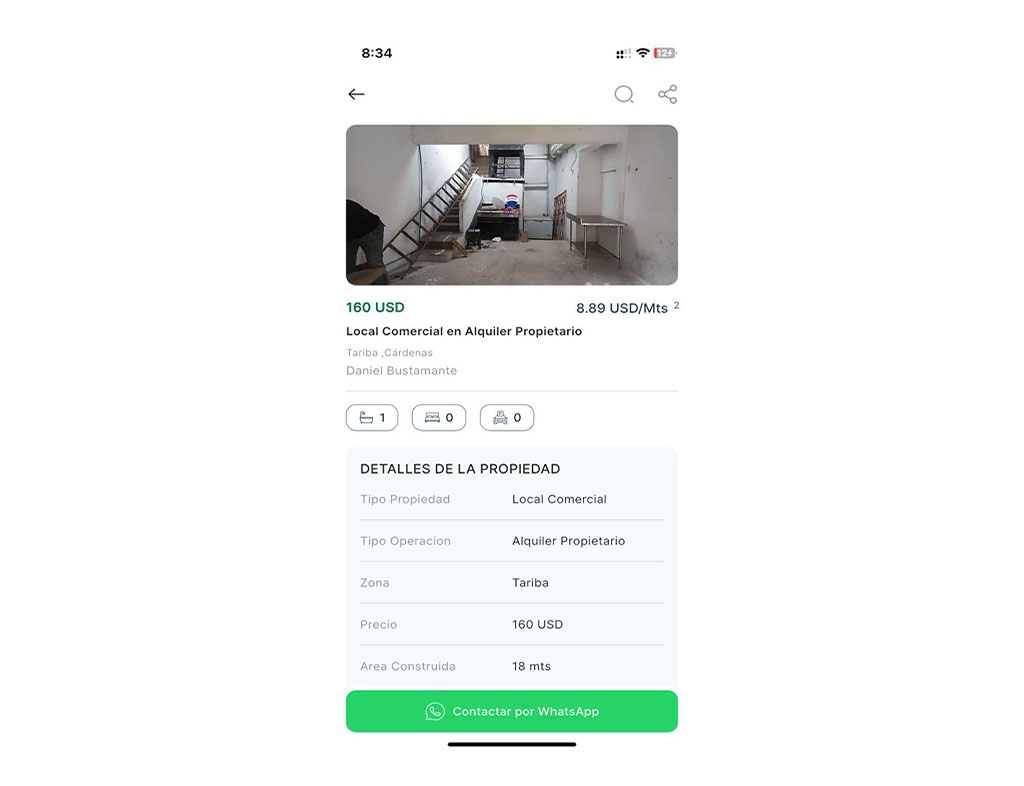 8:34
12+
160 USD 8.89 USD/Mts 2
Local Comercial en Alquiler Propietario
Tariba ,Cárdenas
Daniel Bustamante
1 0 P 0
DETALLES DE LA PROPIEDAD
Tipo Propiedad Local Comercial
Tipo Operacion Alquiler Propietario
Zona Tariba
Precio 160 USD
Area Construida 18 mts
Contactar por WhatsApp